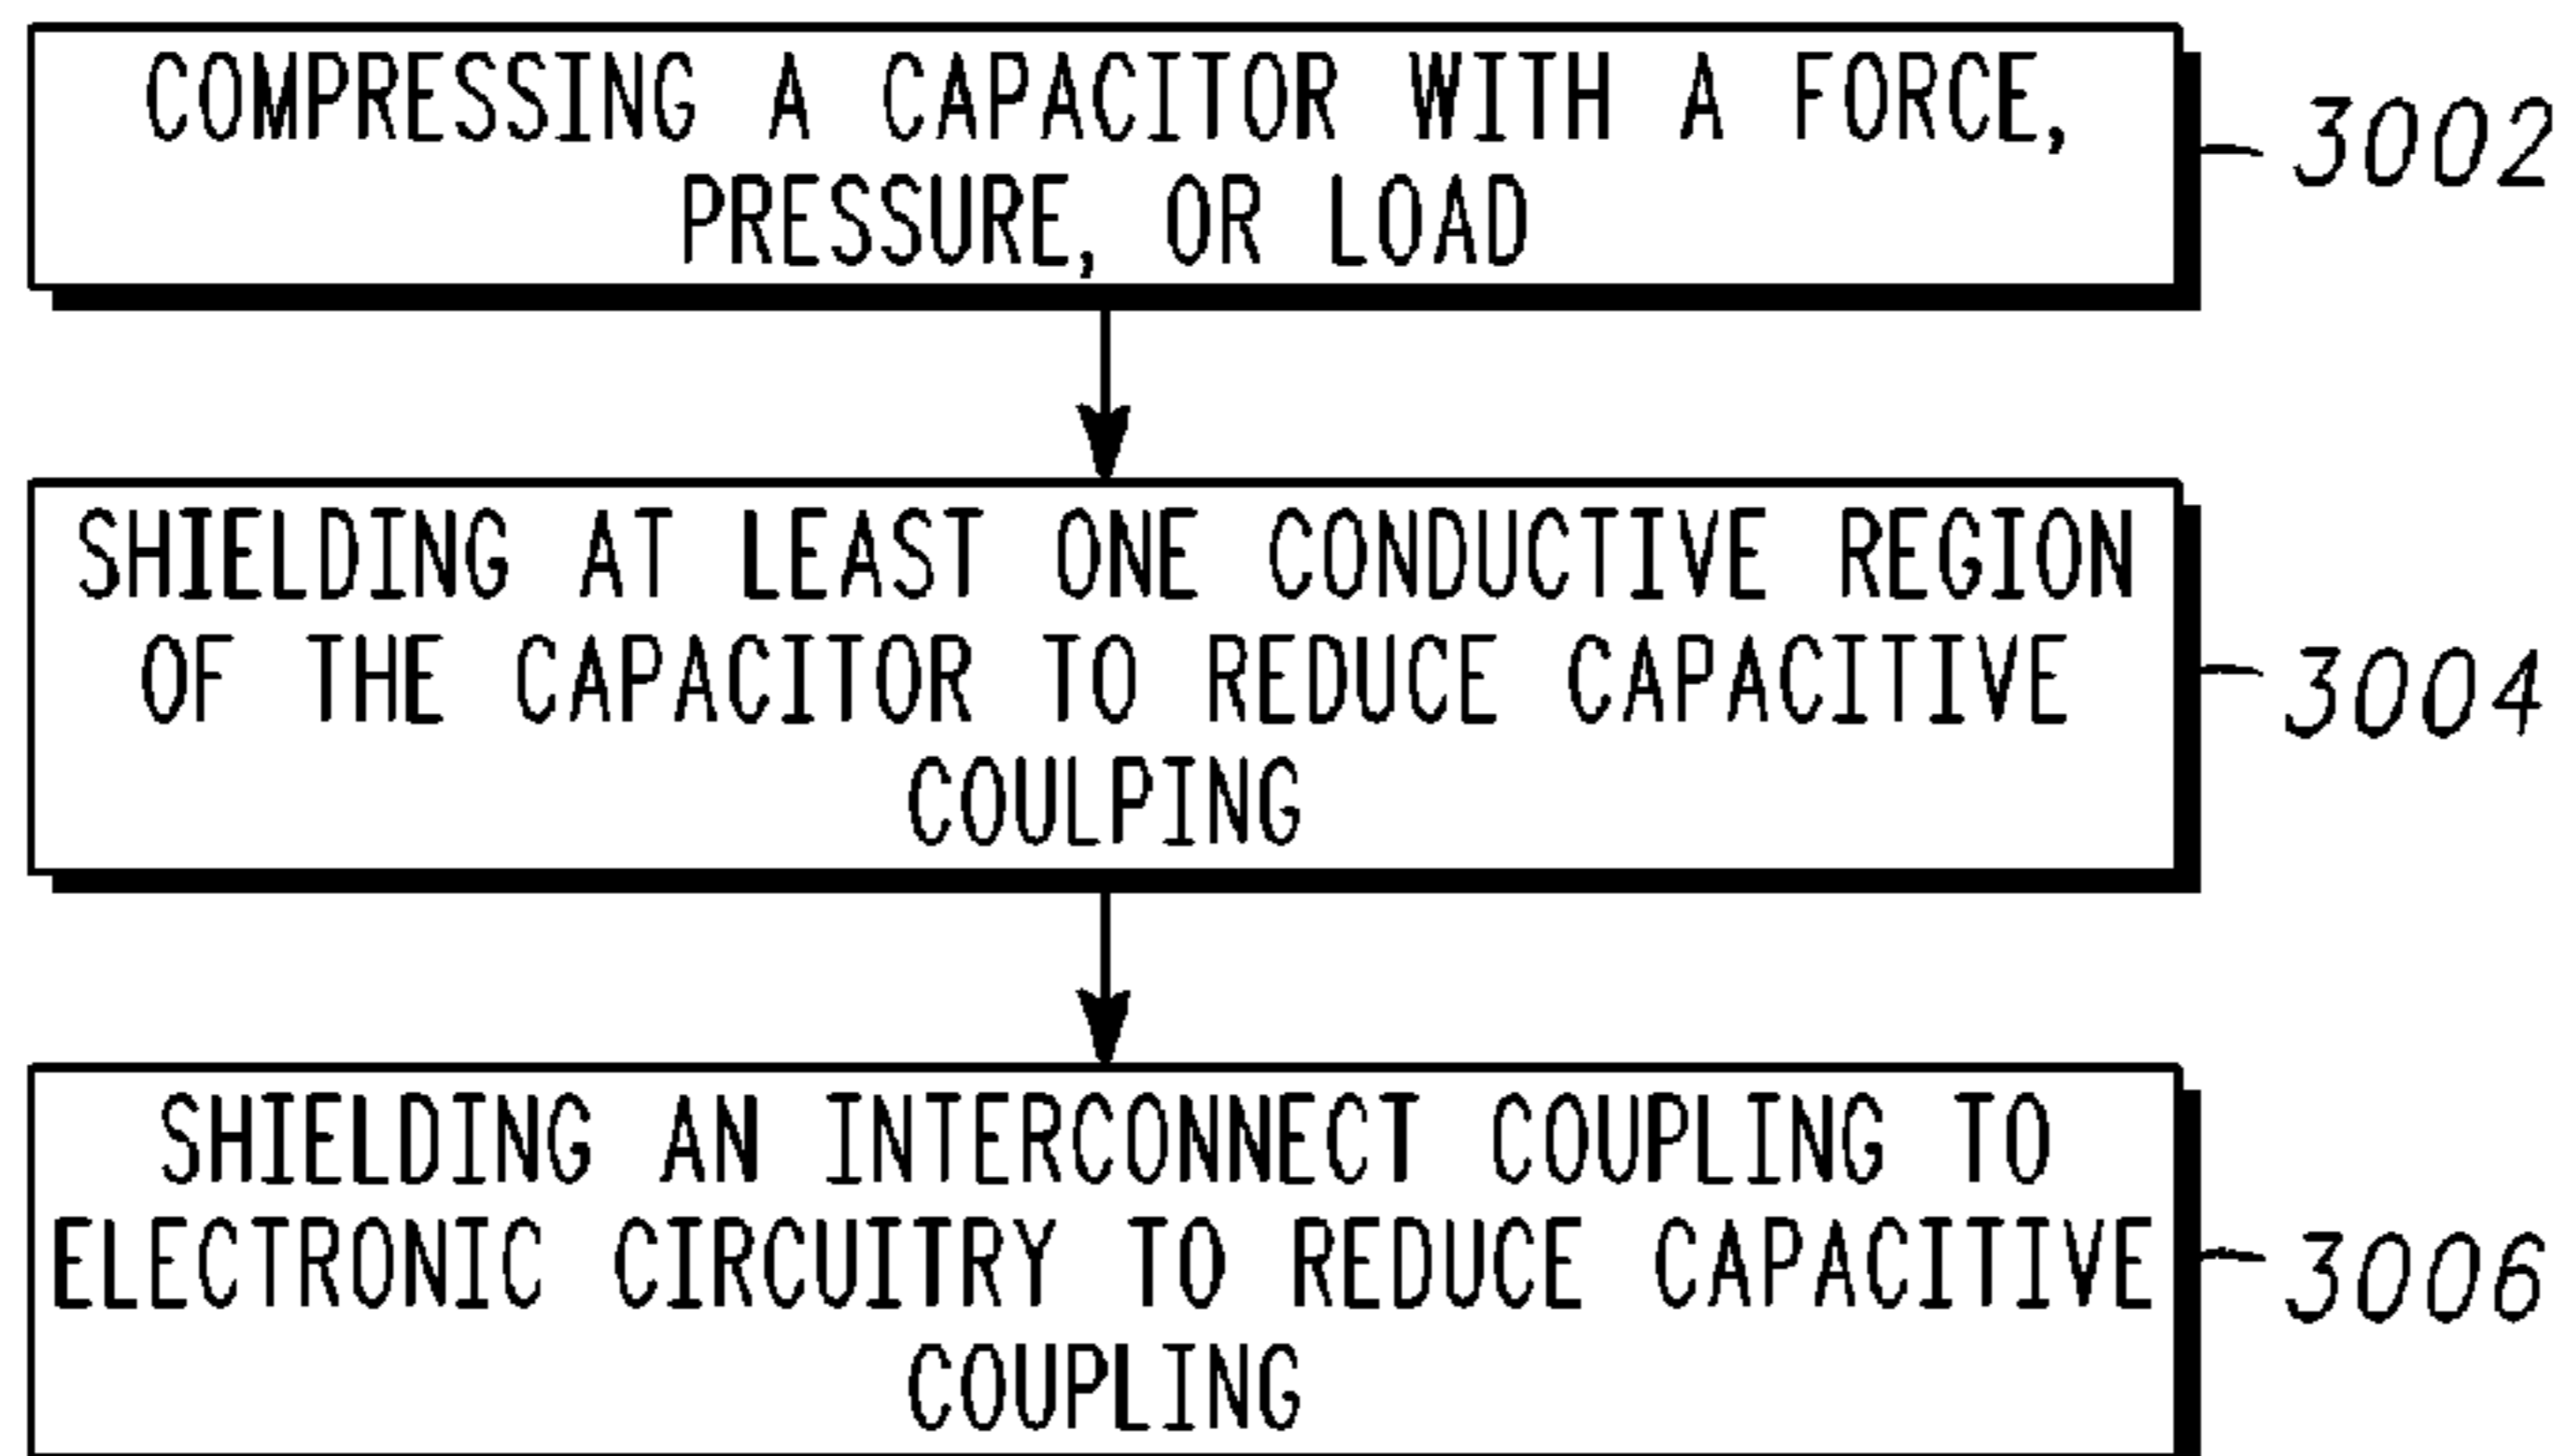 COMPRESSING A CAPACITOR WITH A FORCE,
PRESSURE, OR LOAD
3002
SHIELDING AT LEAST ONE CONDUCTIVE REGION
OF THE CAPACITOR TO REDUCE CAPACITIVE
COULPING
3004
SHIELDING AN INTERCONNECT COUPLING TO
ELECTRONIC CIRCUITRY TO REDUCE CAPACITIVE
COUPLING
3006